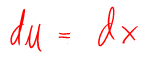 du = dx